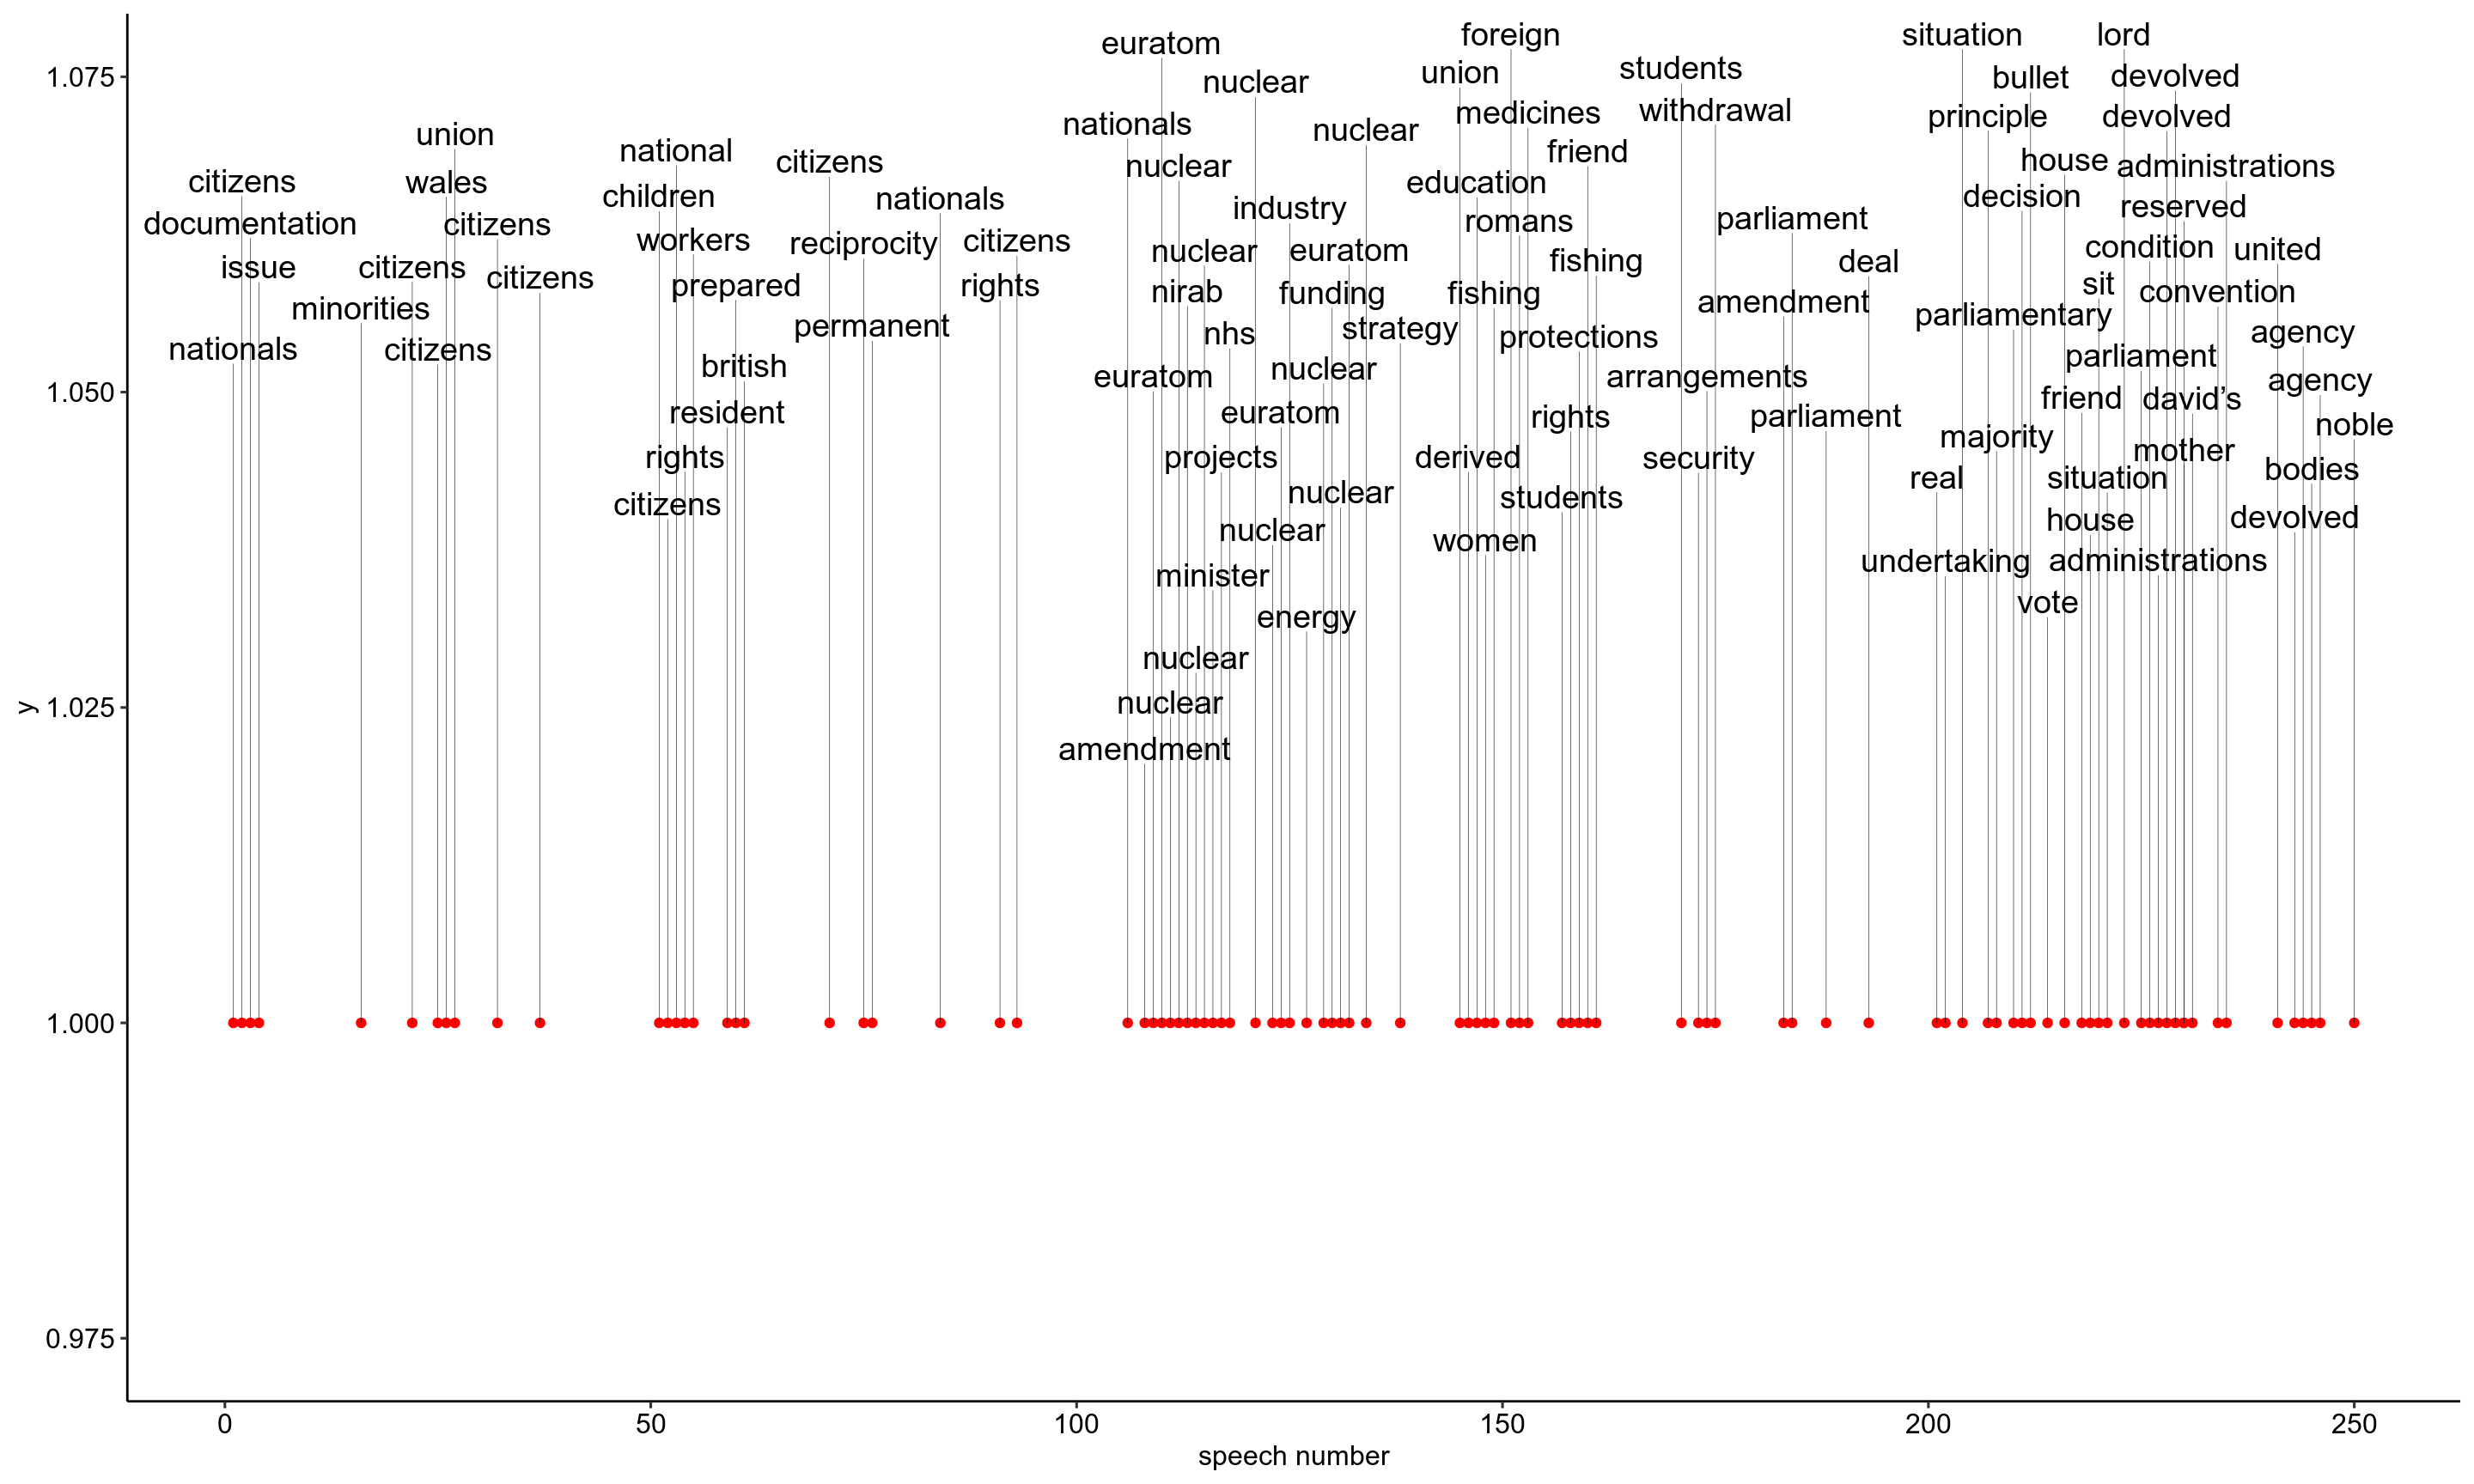 foreign
situation
lord
euratom
union
students
bullet
devolved
1.075
nuclear
withdrawal
medicines
principle
devolved
nationals
nuclear
union
national
friend
house
administrations
citizens
nuclear
citizens
wales
children
education
decision
nationals
industry
reserved
documentation
citizens
romans
parliament
workers
reciprocity
citizens
nuclear
euratom
condition
united
issue
citizens
citizens
fishing
deal
prepared
rights
nirab
funding
fishing
sit
convention
minorities
amendment
parliamentary
permanent
nhs
strategy
protections
agency
nationals
citizens
parliament
british
nuclear
euratom
arrangements
agency
1.050
friend
david’s
resident
euratom
rights
parliament
noble
majority
mother
rights
projects
derived
security
bodies
real
situation
citizens
nuclear
students
house
devolved
nuclear
women
undertaking
administrations
minister
vote
energy
nuclear
nuclear
1.025
y
amendment
1.000
0.975
0
50
100
150
200
250
speech number